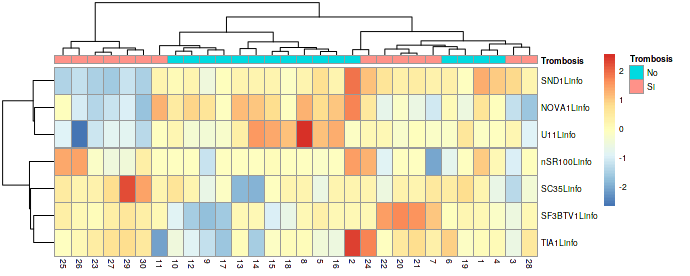 Trombosis
SND1Linfo
NOVA1Linfo
U11Linfo
nSR100Linfo
SC35Linfo
SF3BTV1Linfo
TIA1Linfo
25 26 23 27 29 30 11 10 12 9 17 13 14 15 18 8 5 16 2 24 22 20 21 7 6 19 1 4 3 28
2
1
0
-1
-2
Trombosis
No
Si